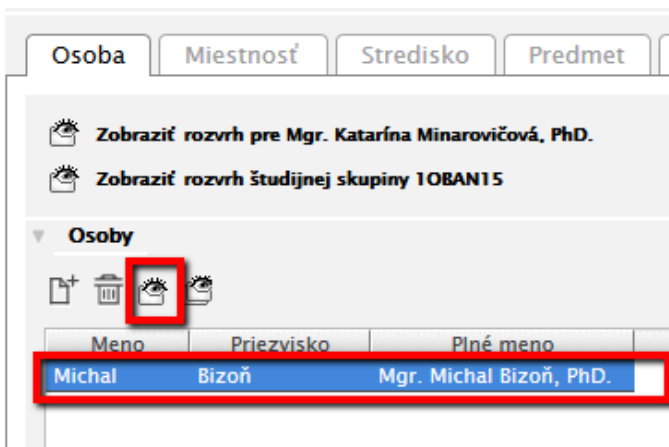 Osoba Miestnosť Stredisko Predmet
Zobraziť rozvrh pre Mgr. Katarína Minarovičová, PhD.
Zobraziť rozvrh študijnej skupiny 1OBAN15
Osoby
Meno Priezvisko Plné meno
Michal Bizoň Mgr. Michal Bizoň, PhD.